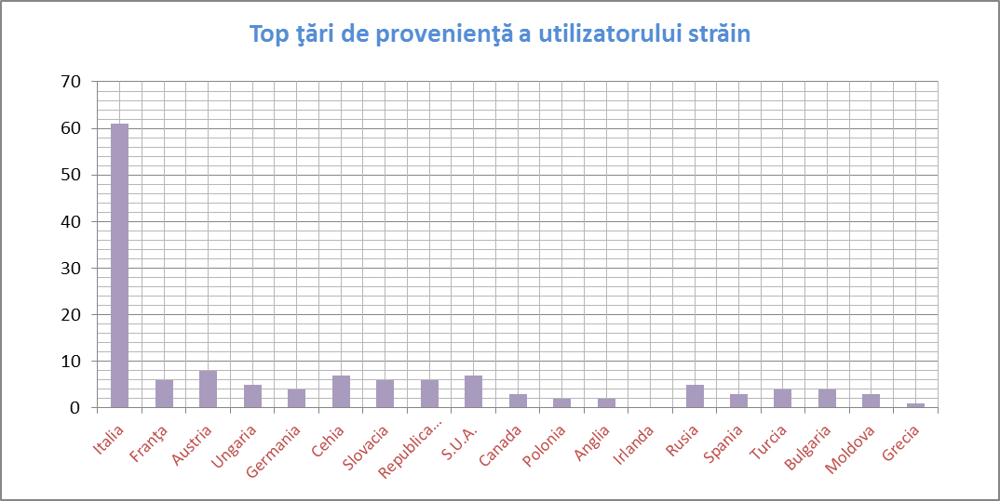 Top ţări de provenienţă a utilizatorului străin
70
60
50
40
30
20
10
0
Italia
Franţa
Austria
Ungaria
Germania
Cehia
Slovacia
Republica...
S.U.A.
Canada
Polonia
Anglia
Irlanda
Rusia
Spania
Turcia
Bulgaria
Moldova
Grecia